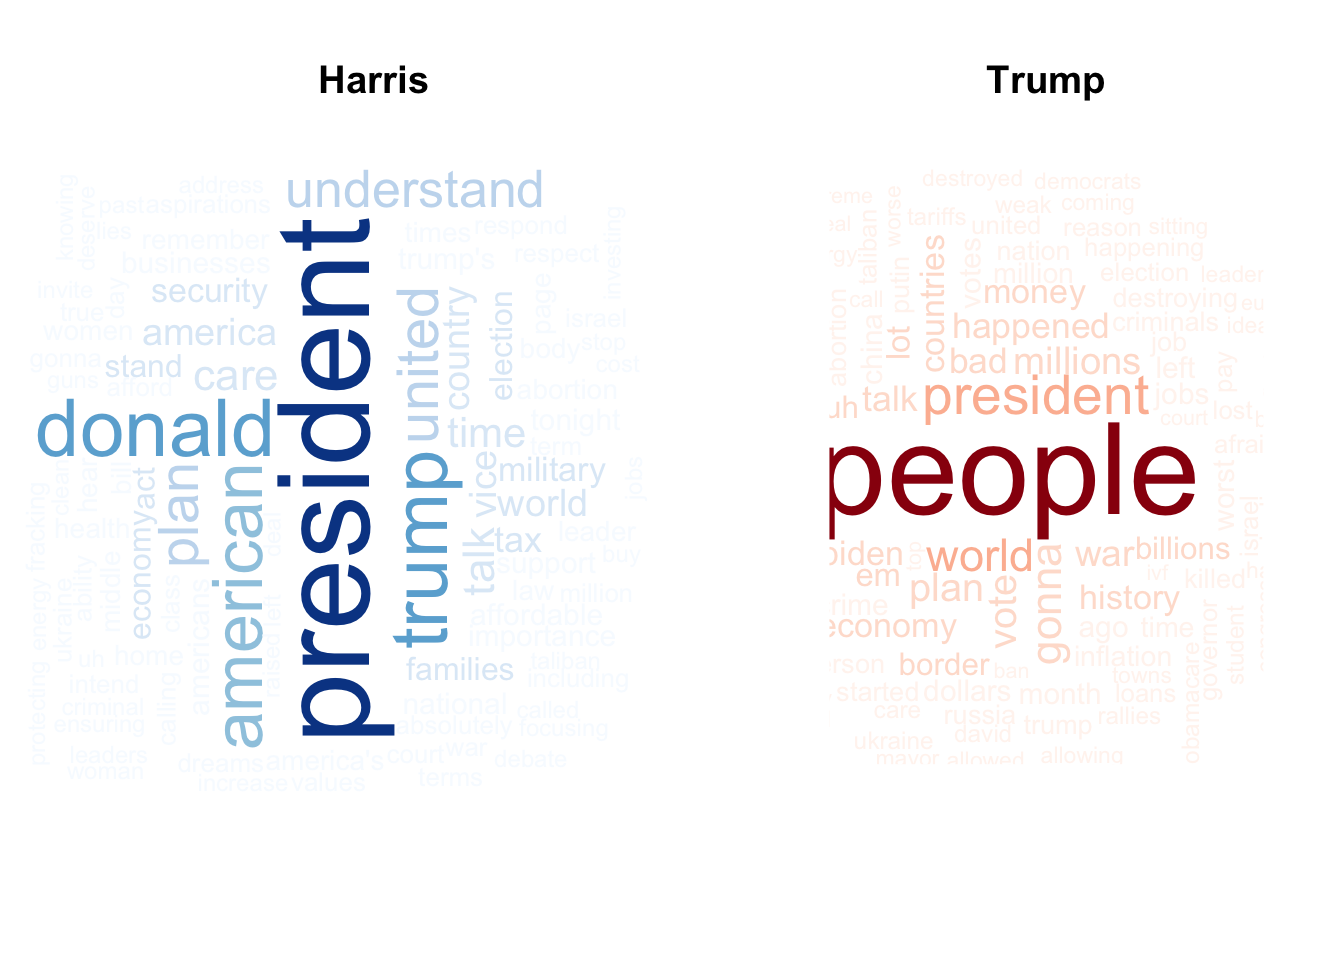 Harris
Trump
understand
president
donald
trump
american
united
plan
talk
care
time
america
security
stand
country
election
vice
military
world
tax
families
economy
act
address
knowing
deserve
past
aspirations
lies
remember
businesses
times
respond
trump's
respect
investing
invite
day
true
women
page
israel
body
stop
cost
gonna
guns
afford
abortion
tonight
term
clean
hear
bill
jobs
health
deal
leader
support
buy
fracking
energy
protecting
ukraine
ability
middle
class
americans
law
million
affordable
importance
uh
home
raised
left
taliban
including
intend
criminal
ensuring
calling
national
called
absolutely
focusing
leaders
woman
dreams
america's
court
war
debate
increase
values
terms
people
president
world
gonna
vote
plan
countries
happened
millions
money
bad
talk
lot
war
billions
history
economy
border
em
uh
biden
destroyed
democrats
weak
coming
worse
taliban
tariffs
united
reason
sitting
putin
votes
nation
happening
million
election
leader
call
abortion
china
destroying
criminals
idea
job
left
pay
jobs
court
lost
worst
israel
top
ivf
killed
ago
time
inflation
governor
student
ban
towns
started
dollars
month
loans
obamacare
care
russia
david
trump
rallies
ukraine
mayor
allowed
allowing